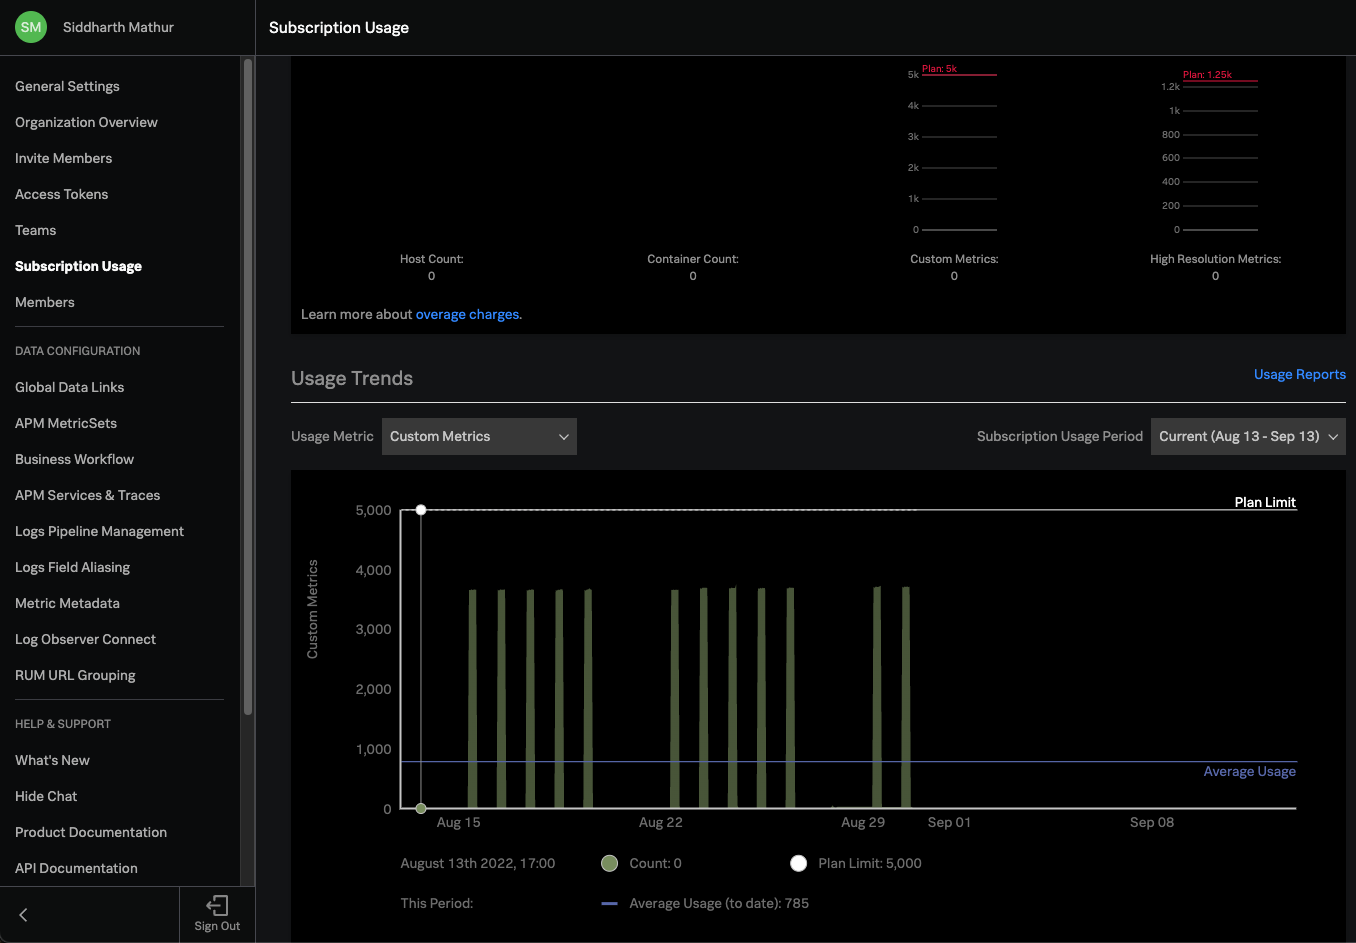 SM
Siddharth Mathur
Subscription Usage
General Settings
Organization Overview
Invite Members
Access Tokens
Teams
Subscription Usage
Members
DATA CONFIGURATION
Global Data Links
APM MetricSets
Business Workflow
APM Services & Traces
Logs Pipeline Management
Logs Field Aliasing
Metric Metadata
Log Observer Connect
RUM URL Grouping
HELP & SUPPORT
What's New
Hide Chat
Product Documentation
API Documentation
Sign Out
Plan: 5k
5k
4k
3k
2k
1k
0
Plan: 1.25k
1.2k
1k
800
600
400
200
0
Host Count:
0
Container Count:
0
Custom Metrics:
0
High Resolution Metrics:
0
Learn more about overage charges.
Usage Trends
Usage Reports
Usage Metric
Custom Metrics
Subscription Usage Period
Current (Aug 13 - Sep 13)
Plan Limit
Custom Metrics
5,000
4,000
3,000
2,000
1,000
0
Average Usage
Aug 15
Aug 22
Aug 29
Sep 01
Sep 08
August 13th 2022, 17:00
Count: 0
Plan Limit: 5,000
This Period:
Average Usage (to date): 785